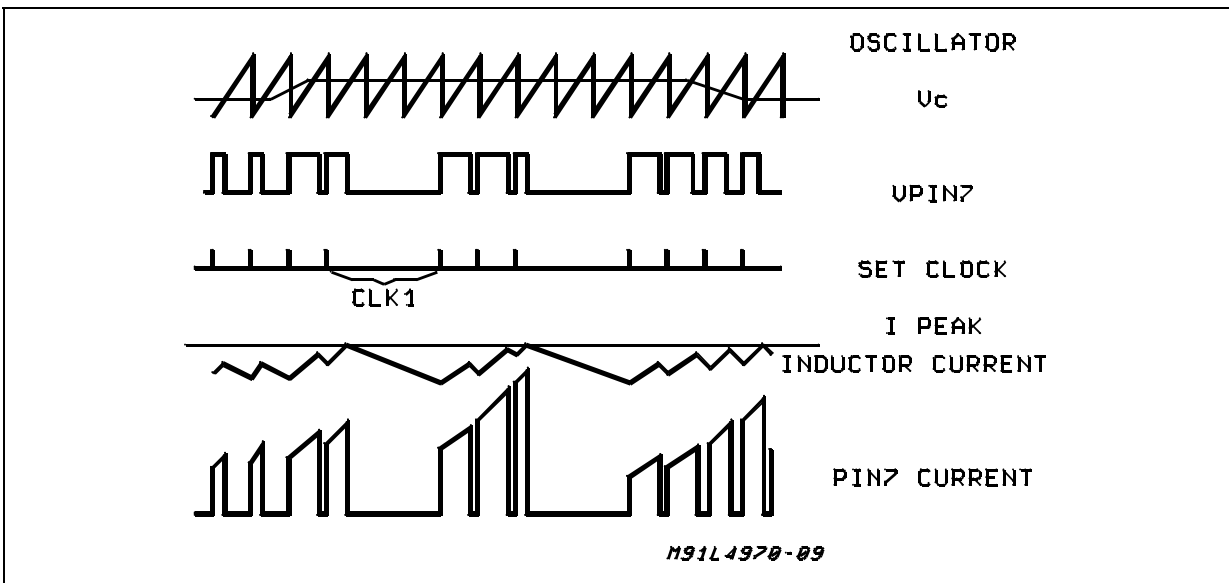 OSCILLATOR
Vc
VPIN7
SET CLOCK
CLK1
I PEAK
INDUCTOR CURRENT
PIN7 CURRENT
M91L4970-09